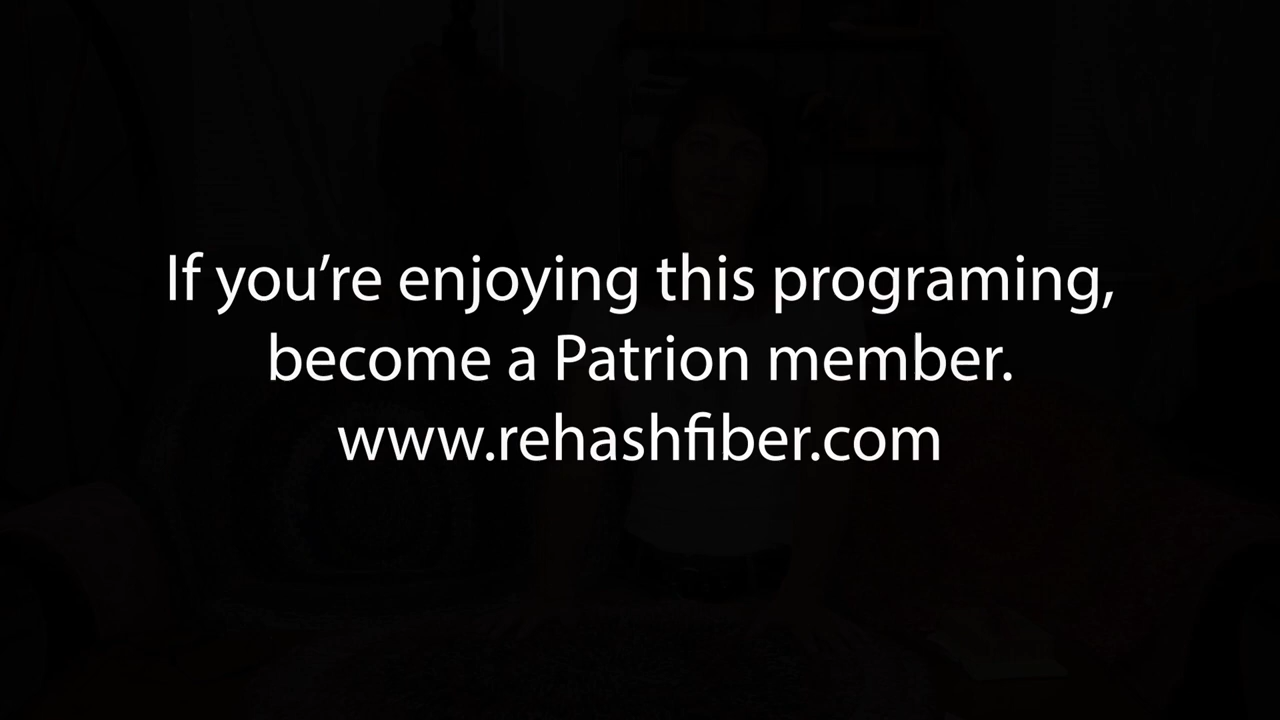 If you’re enjoying this programing,
become a Patrion member.
www.rehashfiber.com